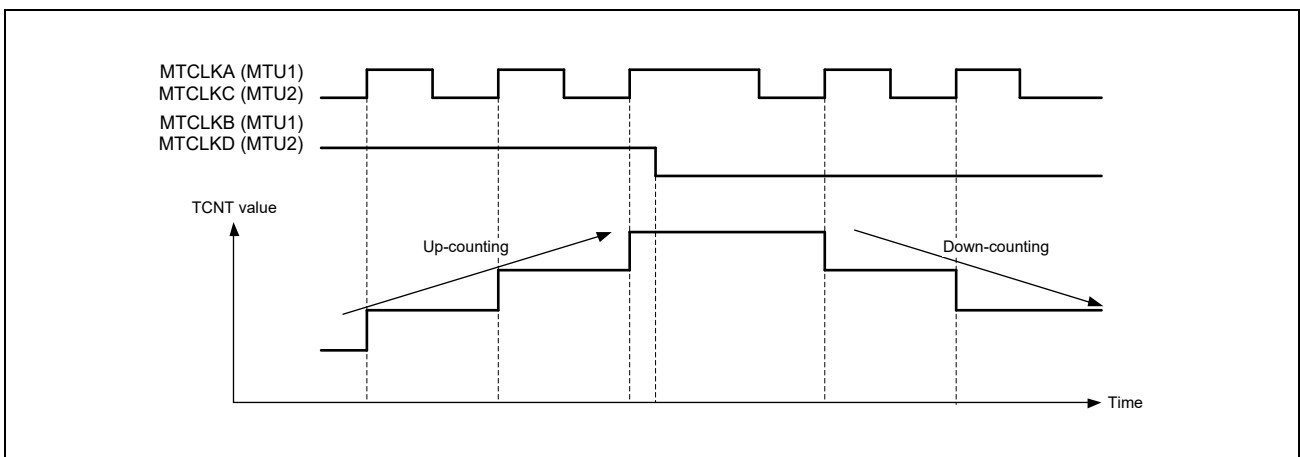 MTCLKA (MTU1)
MTCLKC (MTU2)
MTCLKB (MTU1)
MTCLKD (MTU2)
TCNT value
Up-counting
Down-counting
Time